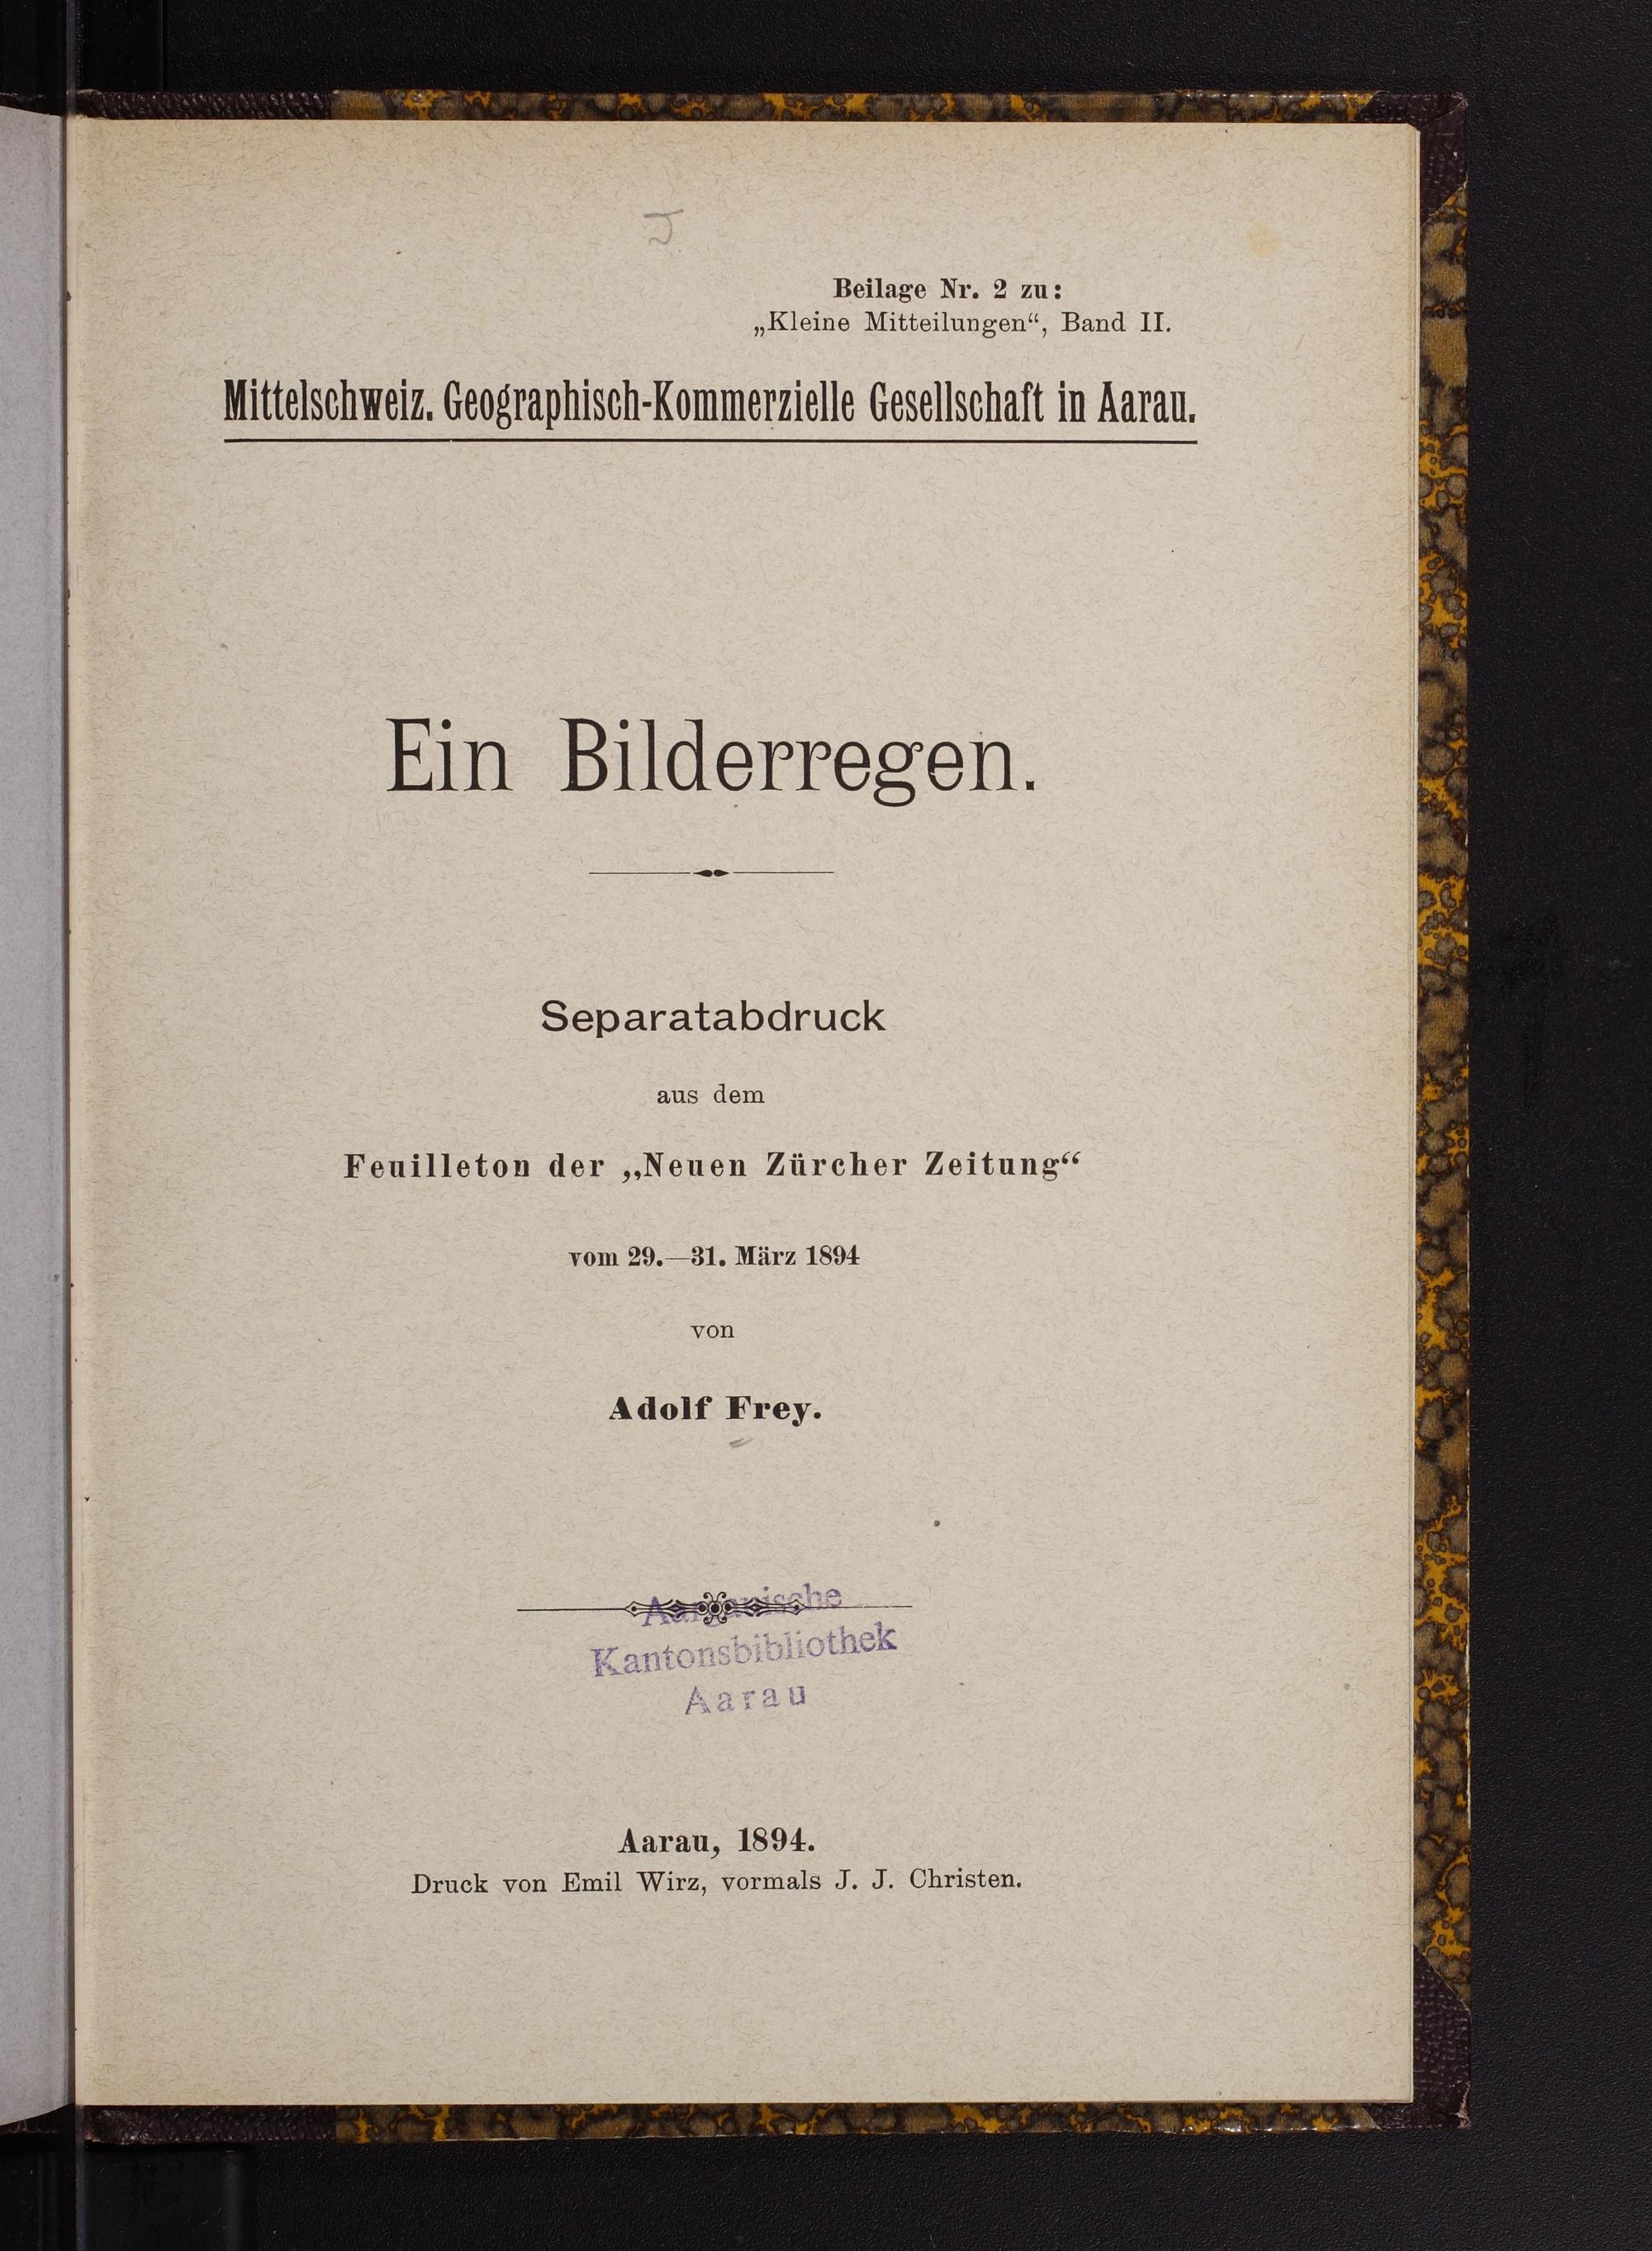 J
Beilage Nr. 2 zu:
„Kleine Mitteilungen“, Band II.
Mittelschweiz. Geographisch-Kommerzielle Gesellschaft in Aarau.
Ein Bilderregen.
Separatabdruck
aus dem
Feuilleton der „Neuen Zürcher Zeitung“
vom 29.—31. März 1894
von
Adolf Frey.
Aargauische
Kantonsbibliothek
Aarau
Aarau, 1894.
Druck von Emil Wirz, vormals J. J. Christen.